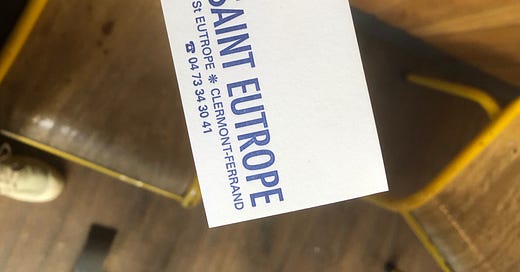 SAINT EUTROPE
St EUTROPE ❋ CLERMONT-FERRAND
☎ 04 73 34 30 41